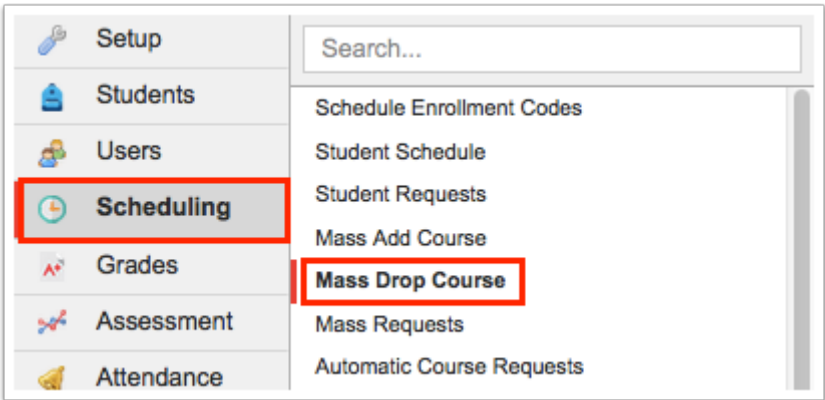 Setup
Students
Users
Scheduling
Grades
Assessment
Attendance
Search...
Schedule Enrollment Codes
Student Schedule
Student Requests
Mass Add Course
Mass Drop Course
Mass Requests
Automatic Course Requests